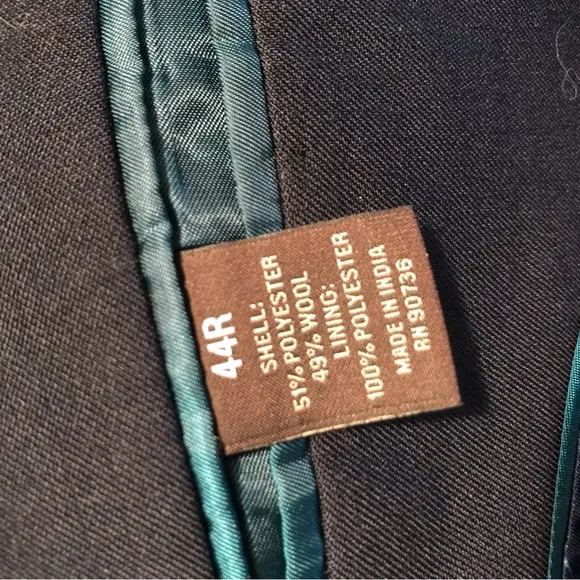 44R
SHELL:
51% POLYESTER
49% WOOL
LINING:
100% POLYESTER
MADE IN INDIA
RN 90736